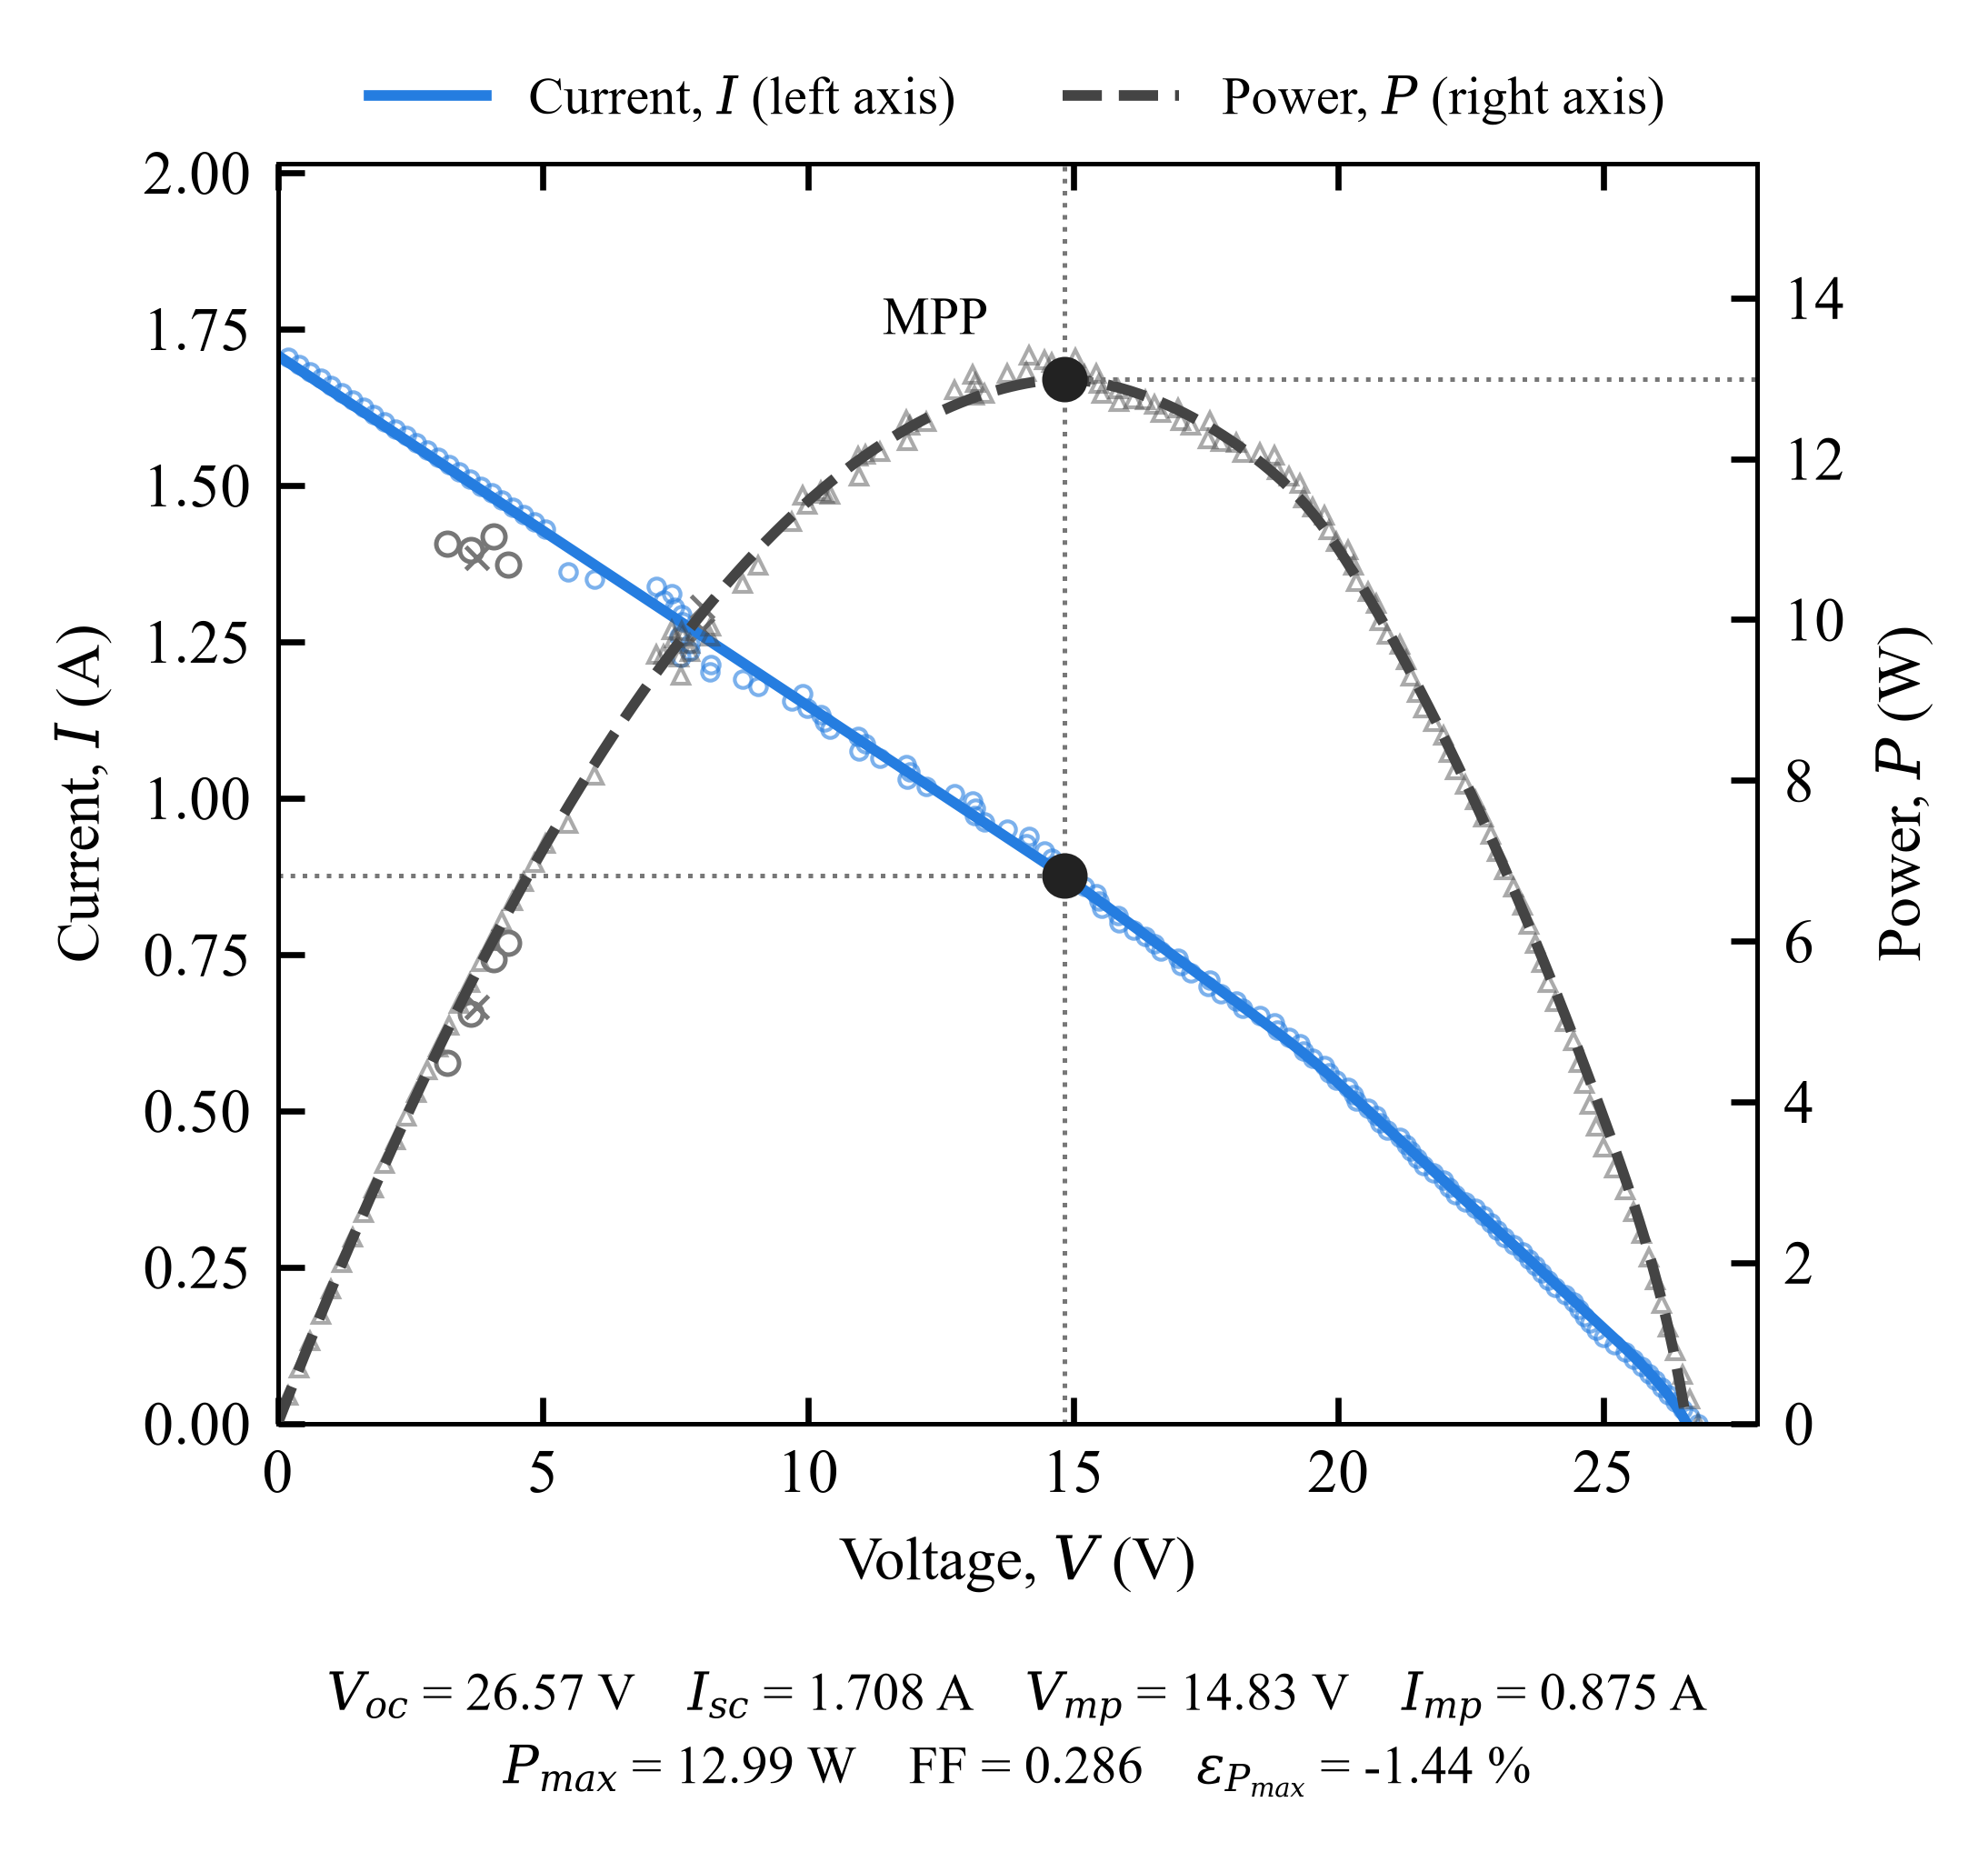 Current, I (left axis) Power, P (right axis)
2.00
1.75
1.50
1.25
1.00
0.75
0.50
0.25
0.00
Current, I (A)
MPP
14
12
10
8
6
4
2
0
Power, P (W)
0 5 10 15 20 25
Voltage, V (V)
V_oc = 26.57 V I_sc = 1.708 A V_mp = 14.83 V I_mp = 0.875 A
P_max = 12.99 W FF = 0.286 ε_P_max = -1.44 %